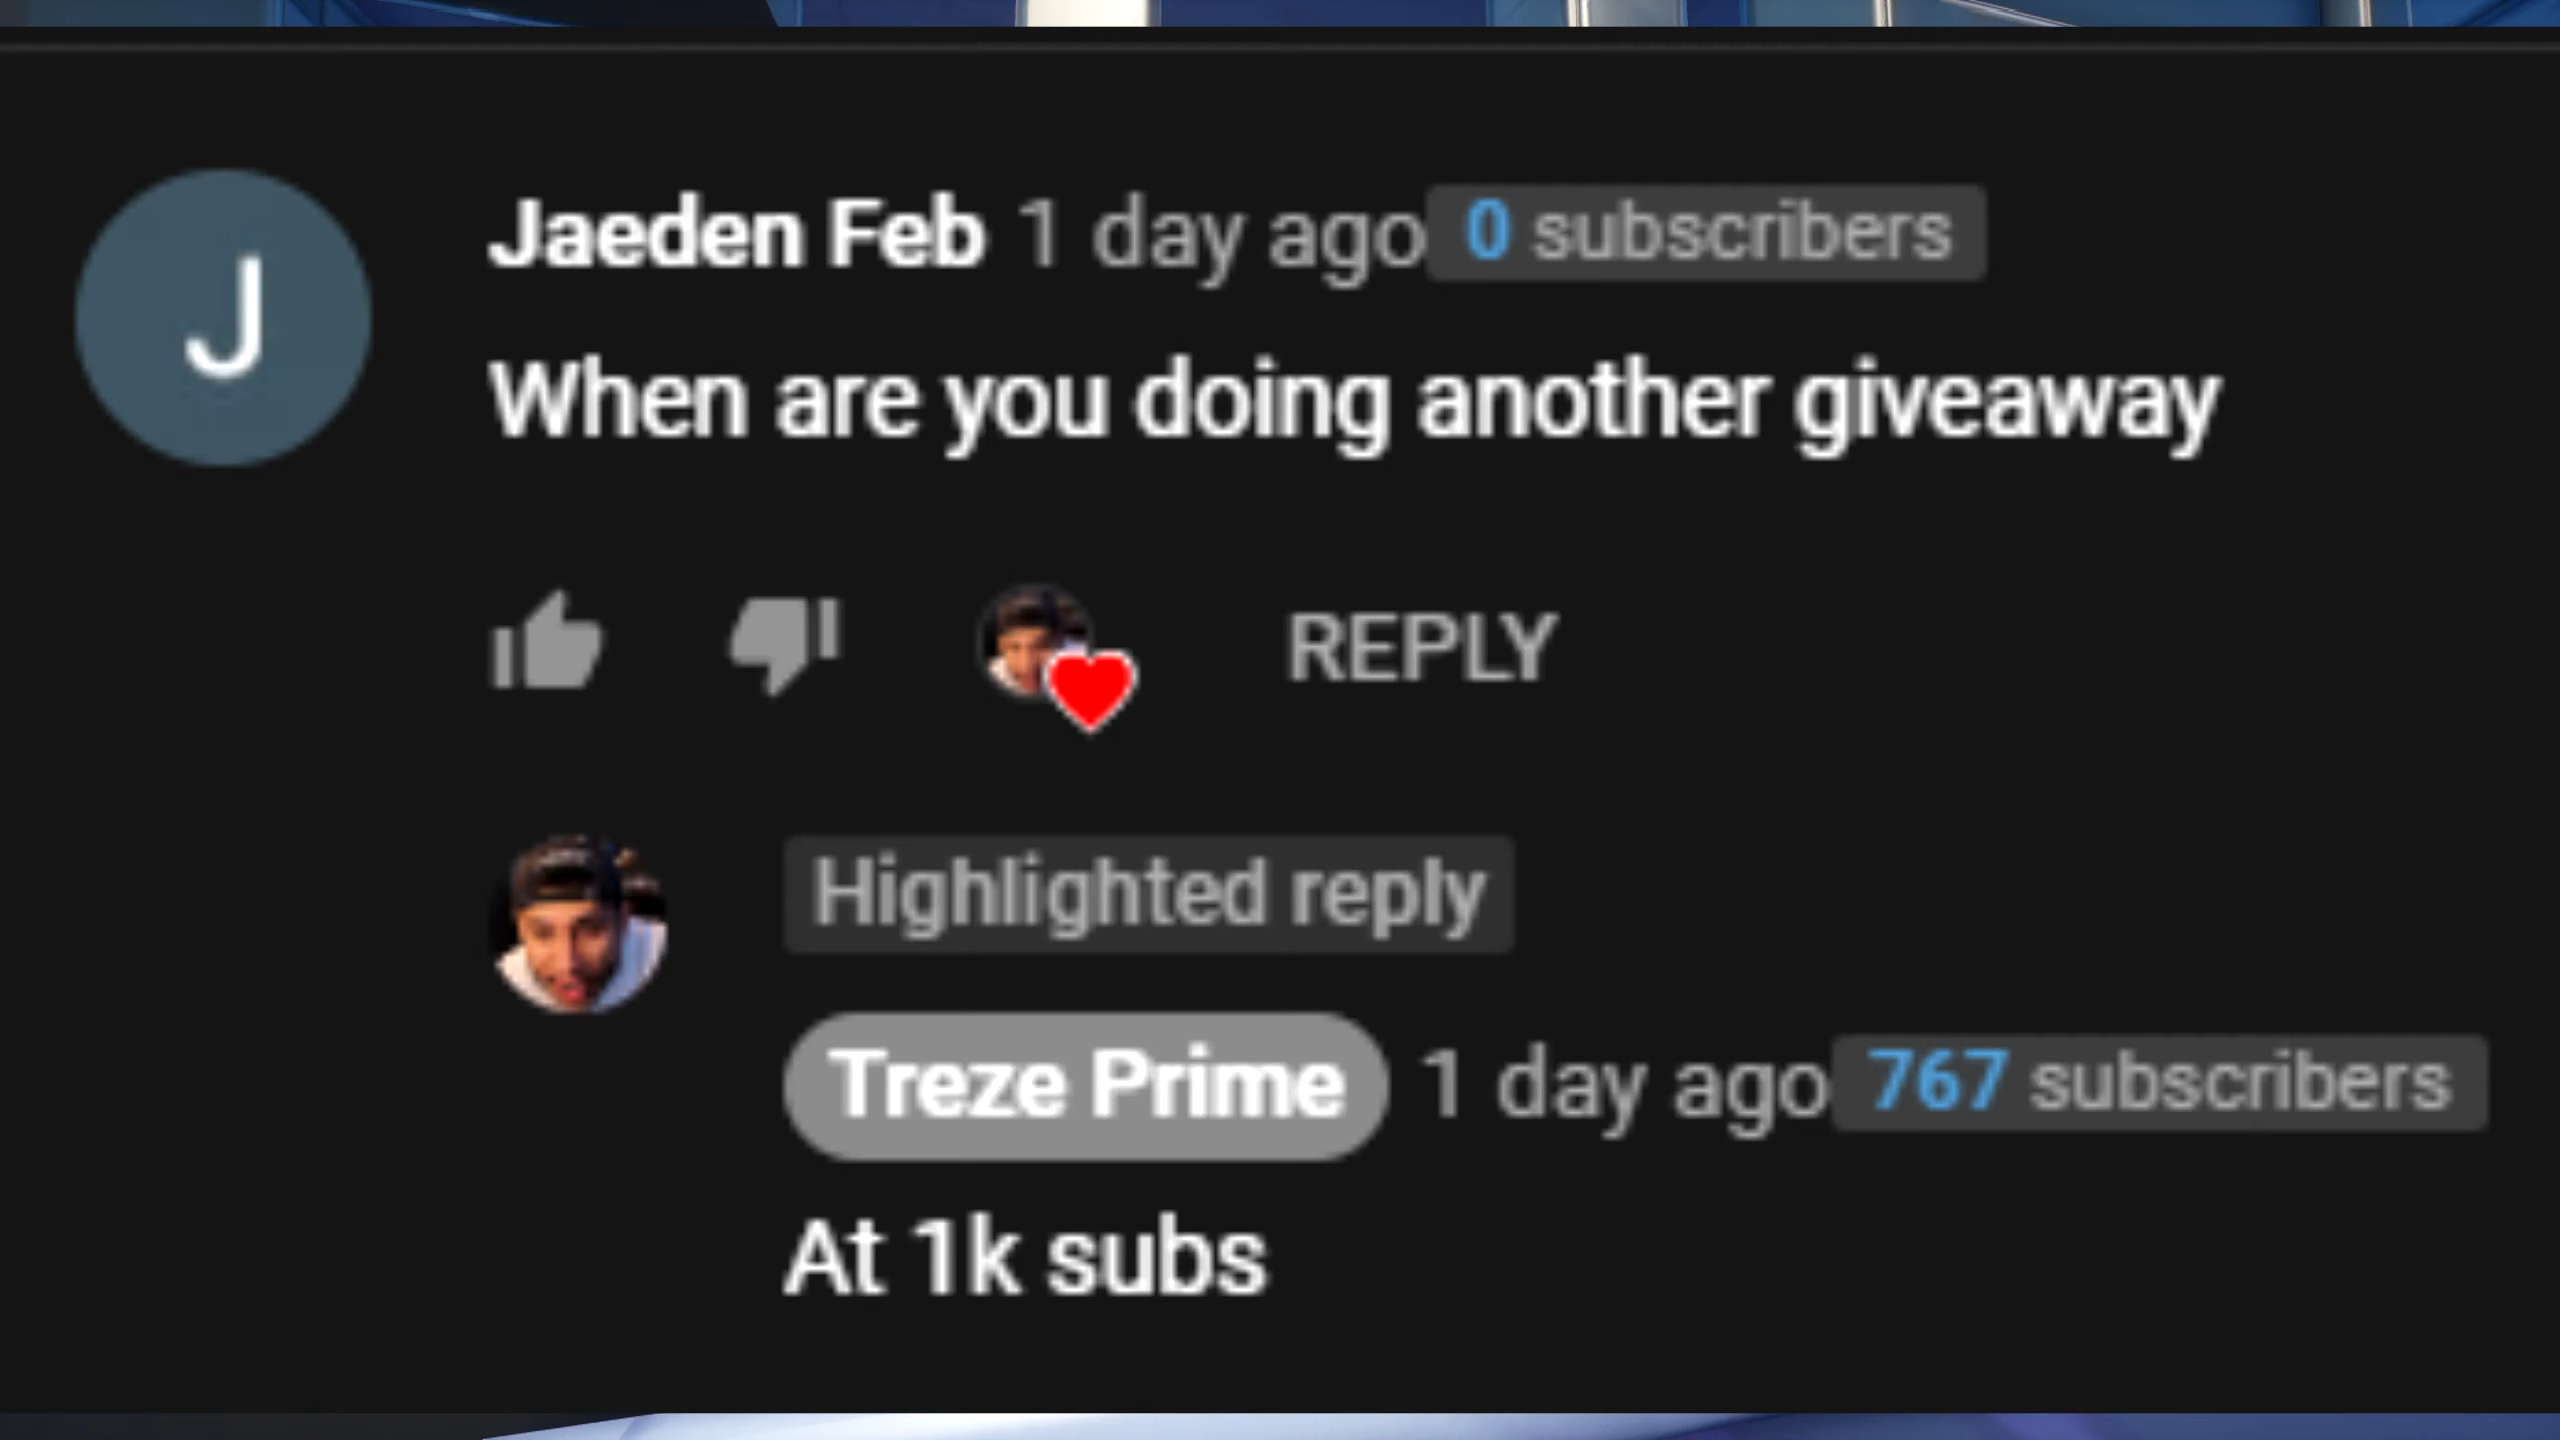 J
Jaeden Feb 1 day ago 0 subscribers
When are you doing another giveaway
REPLY
Highlighted reply
Treze Prime 1 day ago 767 subscribers
At 1k subs